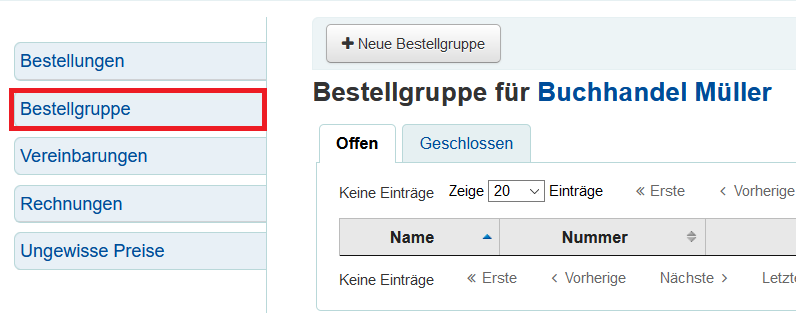 Bestellungen
Bestellgruppe
Vereinbarungen
Rechnungen
Ungewisse Preise
+ Neue Bestellgruppe
Bestellgruppe für Buchhandel Müller
Offen Geschlossen
Keine Einträge Zeige 20 Einträge « Erste ‹ Vorherige
Name Nummer
Keine Einträge « Erste ‹ Vorherige Nächste › Letzte